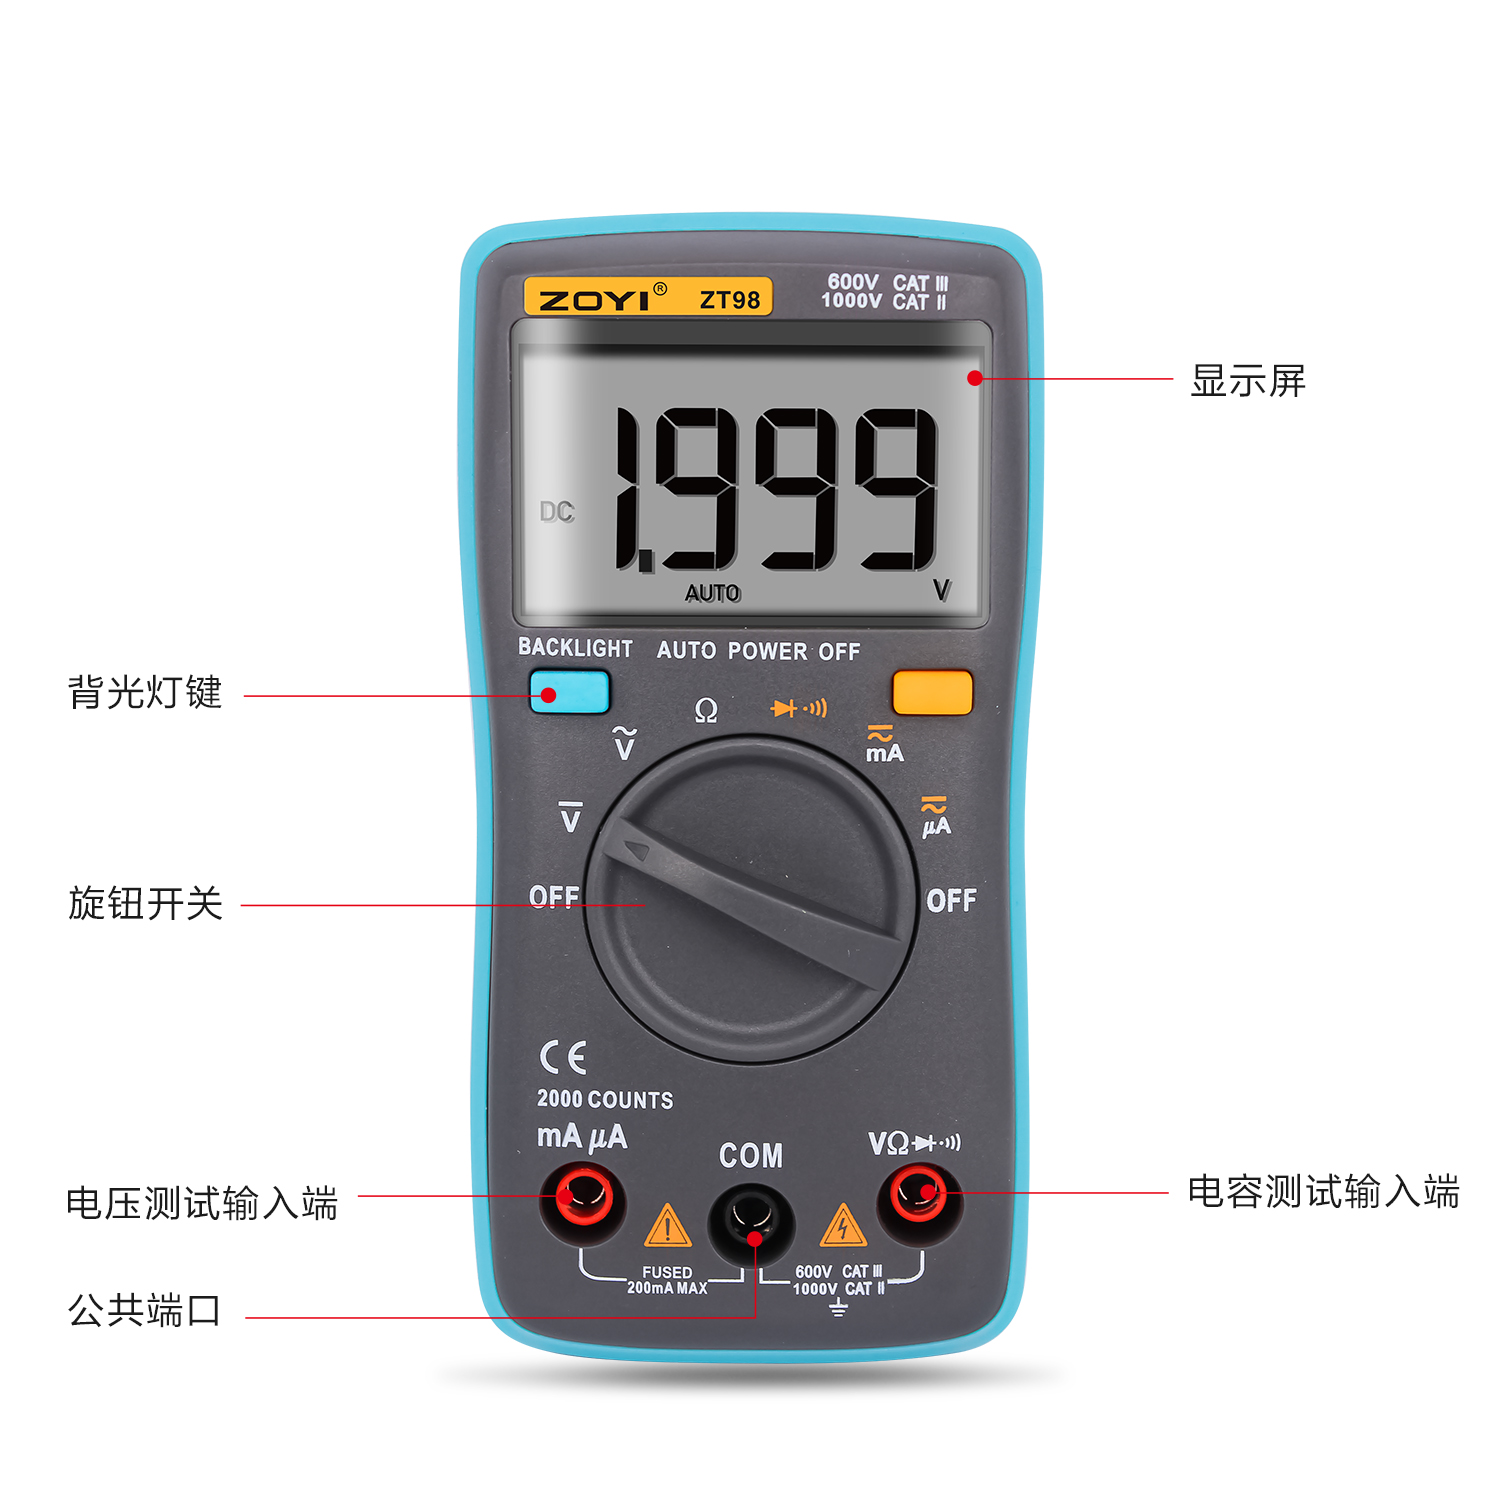 ZOYI® ZT98
600V CAT III
1000V CAT II
显示屏
1.999
DC
AUTO
V
BACKLIGHT AUTO POWER OFF
背光灯键
Ω
V
mA
V
μA
旋钮开关
OFF
OFF
CE
2000 COUNTS
mA μA
COM
VΩ
电压测试输入端
电容测试输入端
FUSED
200mA MAX
600V CAT III
1000V CAT II
公共端口